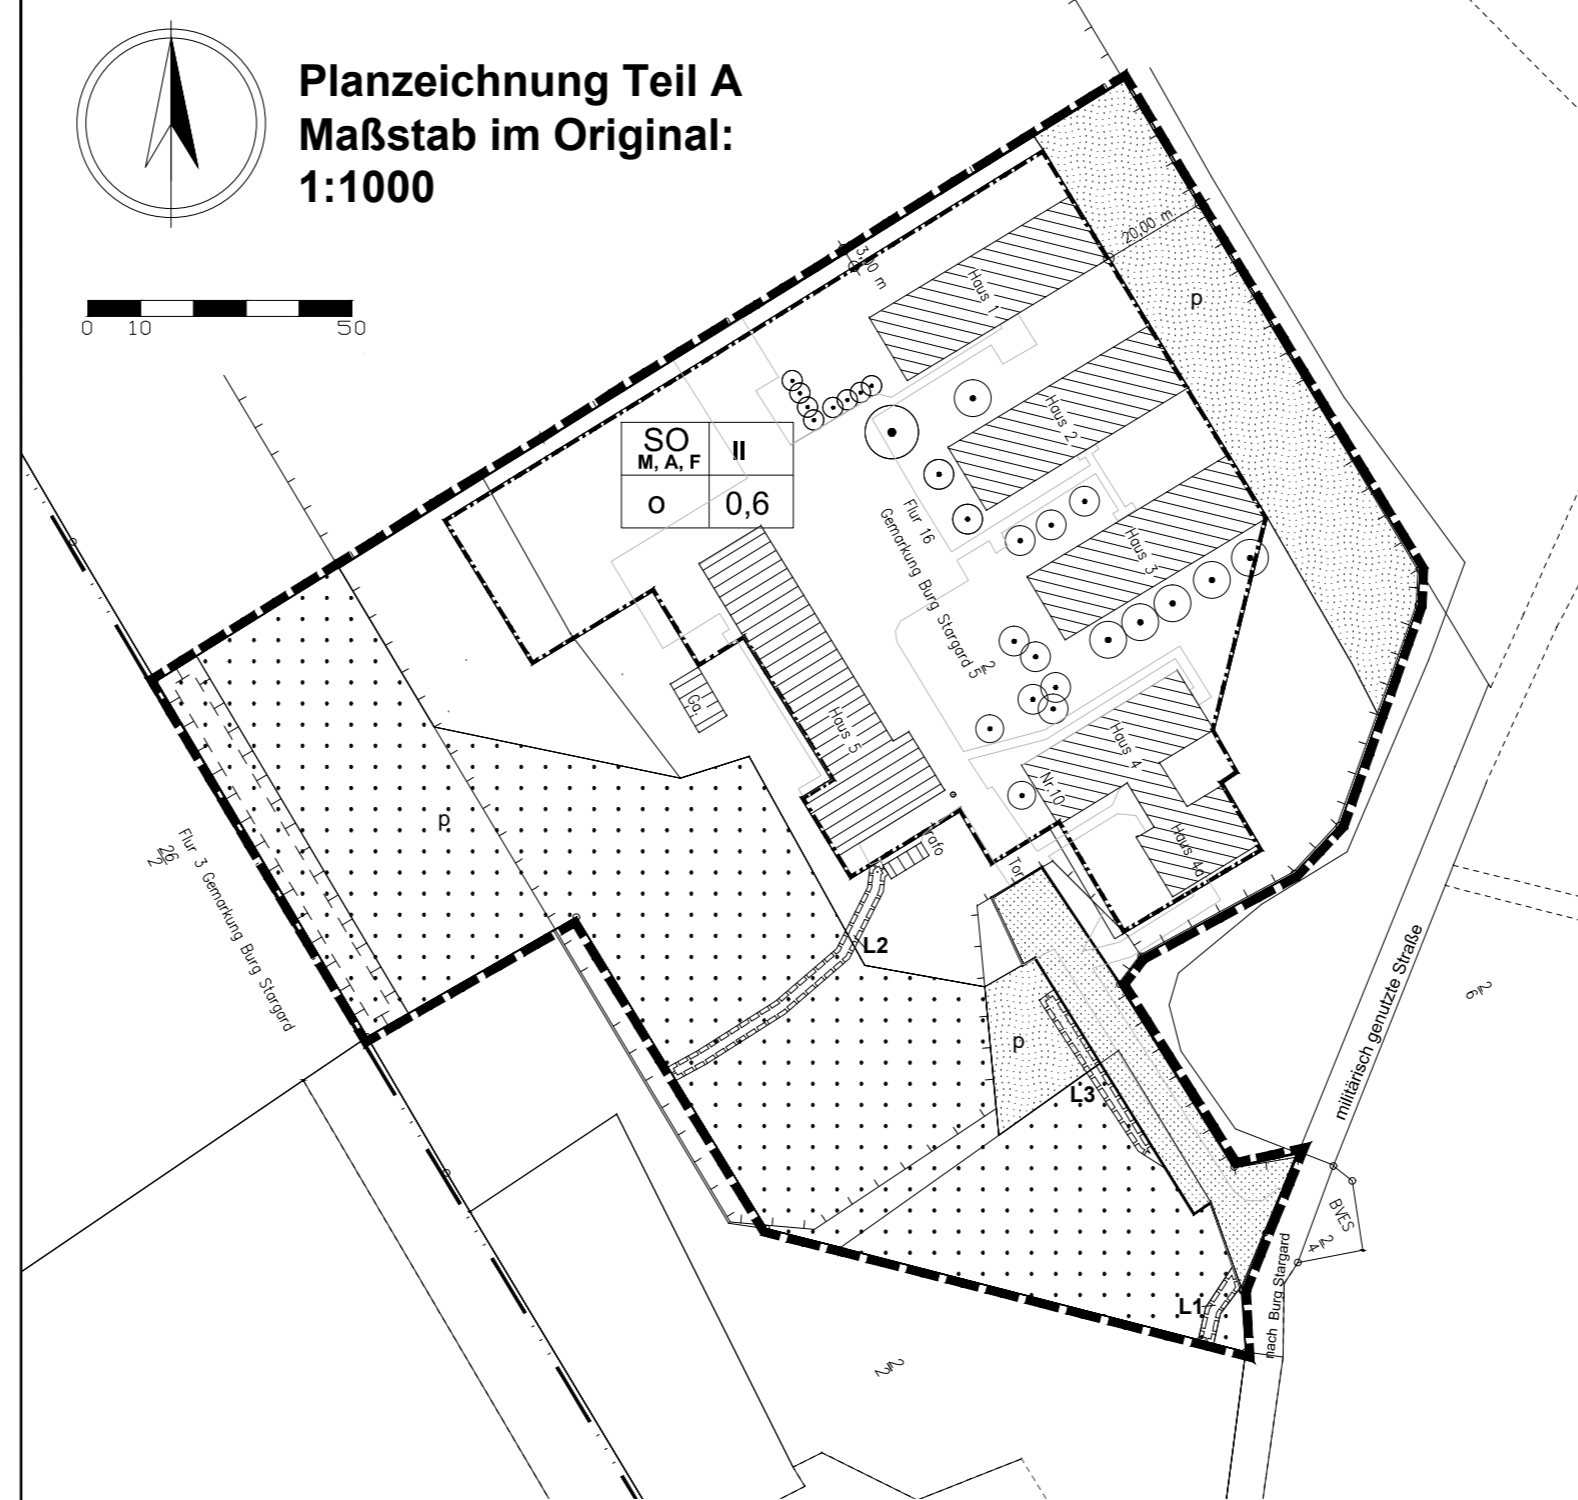 Planzeichnung Teil A
Maßstab im Original:
1:1000
0 10 50
3,00 m
20,00 m
p
Haus 1
Haus 2
SO
M, A, F
II
o
0,6
Flur 16
Gemarkung Burg Stargard 5
2
Haus 3
Ga.
Haus 5
Haus 4
Nr.10
Haus 4a
p
Trafo
Tor
Flur 3 Gemarkung Burg Stargard
26
2
L2
p
L3
militärisch genutzte Straße
2
6
BVES
2
4
L1
nach Burg Stargard
2
2